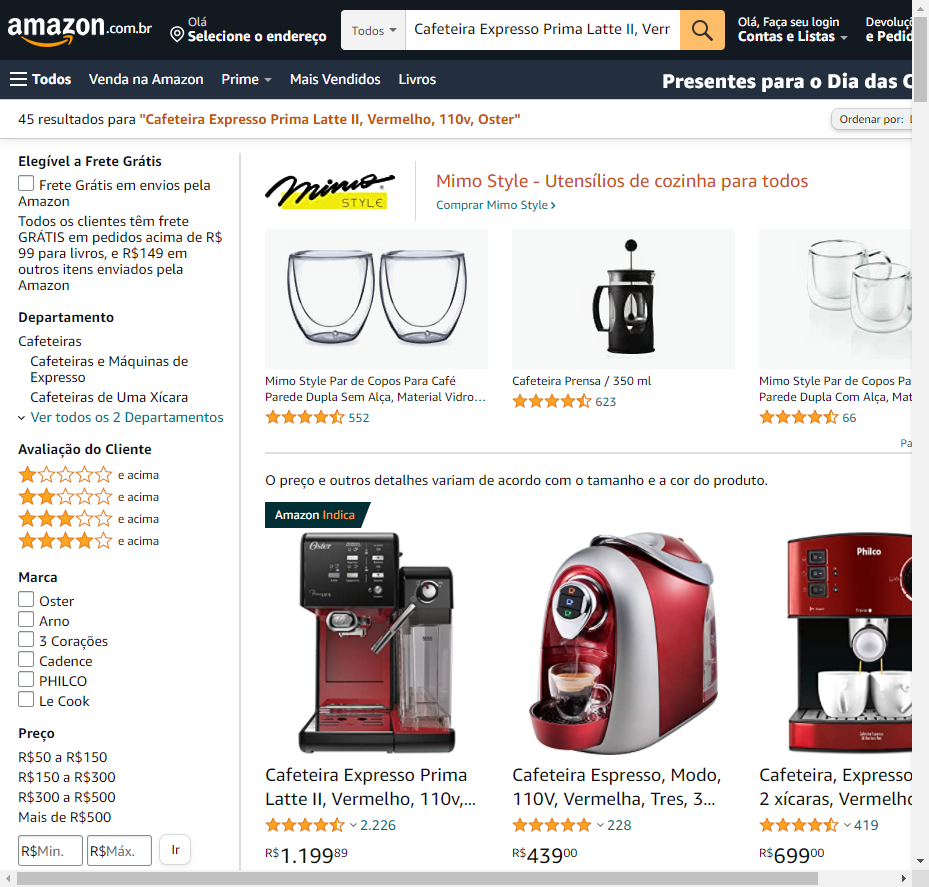 amazon.com.br
Olá
Selecione o endereço
Todos
Cafeteira Expresso Prima Latte II, Verr
Olá, Faça seu login
Contas e Listas
Todos
Venda na Amazon
Prime
Mais Vendidos
Livros
Presentes para o Dia das
45 resultados para "Cafeteira Expresso Prima Latte II, Vermelho, 110v, Oster"
Ordenar por:
Elegível a Frete Grátis
Frete Grátis em envios pela
Amazon
Todos os clientes têm frete
GRÁTIS em pedidos acima de R$
99 para livros, e R$149 em
outros itens enviados pela
Amazon
Departamento
Cafeteiras
Cafeteiras e Máquinas de
Expresso
Cafeteiras de Uma Xícara
Ver todos os 2 Departamentos
Avaliação do Cliente
e acima
e acima
e acima
e acima
Marca
Oster
Arno
3 Corações
Cadence
PHILCO
Le Cook
Preço
R$50 a R$150
R$150 a R$300
R$300 a R$500
Mais de R$500
R$Min.
R$Máx.
Ir
mimo
STYLE
Mimo Style - Utensílios de cozinha para todos
Comprar Mimo Style ›
Mimo Style Par de Copos Para Café
Parede Dupla Sem Alça, Material Vidro…
552
Cafeteira Prensa / 350 ml
623
Mimo Style Par de Copos Pa
Parede Dupla Com Alça, Mat
66
Pa
O preço e outros detalhes variam de acordo com o tamanho e a cor do produto.
Amazon Indica
Oster
Philco
Cafeteira Expresso Prima
Latte II, Vermelho, 110v,...
2.226
R$1.19989
Cafeteira Espresso, Modo,
110V, Vermelha, Tres, 3...
228
R$43900
Cafeteira, Expresso
2 xícaras, Vermelho
419
R$69900